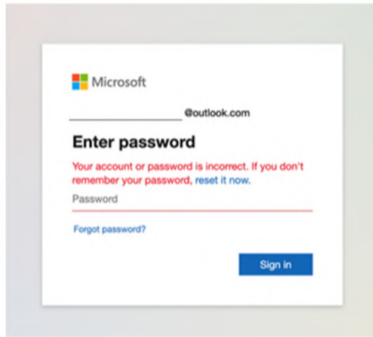 Microsoft
@outlook.com
Enter password
Your account or password is incorrect. If you don't
remember your password, reset it now.
Password
Forgot password?
Sign in